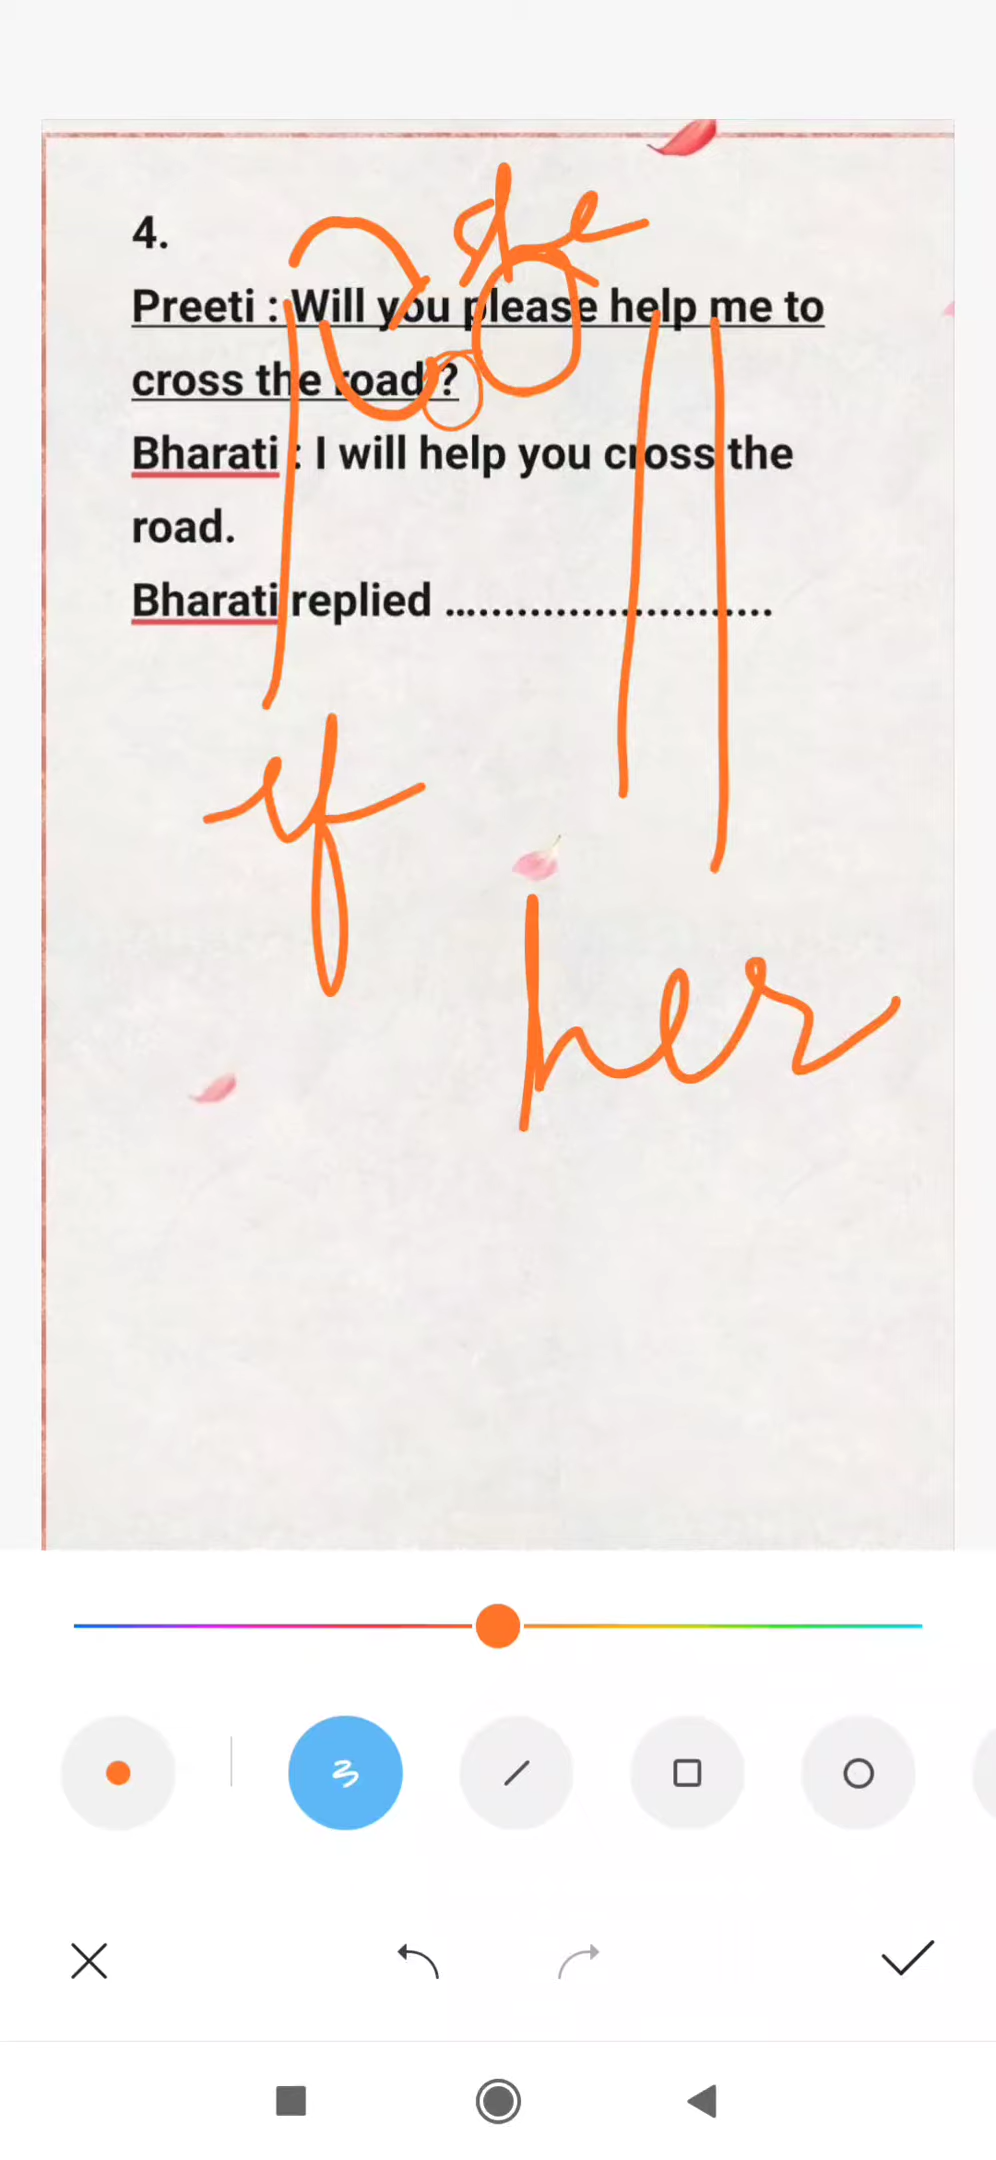 she
4.
Preeti : Will you please help me to
cross the road ?
Bharati : I will help you cross the
road.
Bharati replied ............................
if
her